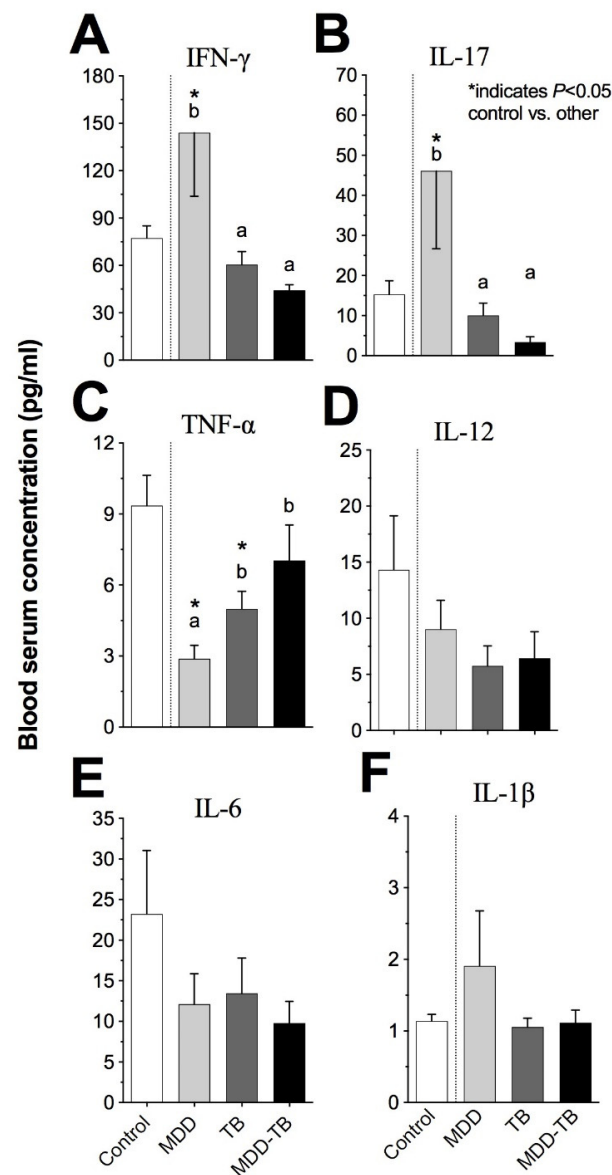 A
IFN-γ
180
150
120
90
60
30
0
*
b
a
a
B
IL-17
*indicates P<0.05
control vs. other
70
60
50
40
30
20
10
0
*
b
a
a
Blood serum concentration (pg/ml)
C
TNF-α
12
9
6
3
0
*
a
*
b
b
D
IL-12
25
20
15
10
5
0
E
IL-6
35
30
25
20
15
10
5
0
Control
MDD
TB
MDD-TB
F
IL-1β
4
3
2
1
0
Control
MDD
TB
MDD-TB